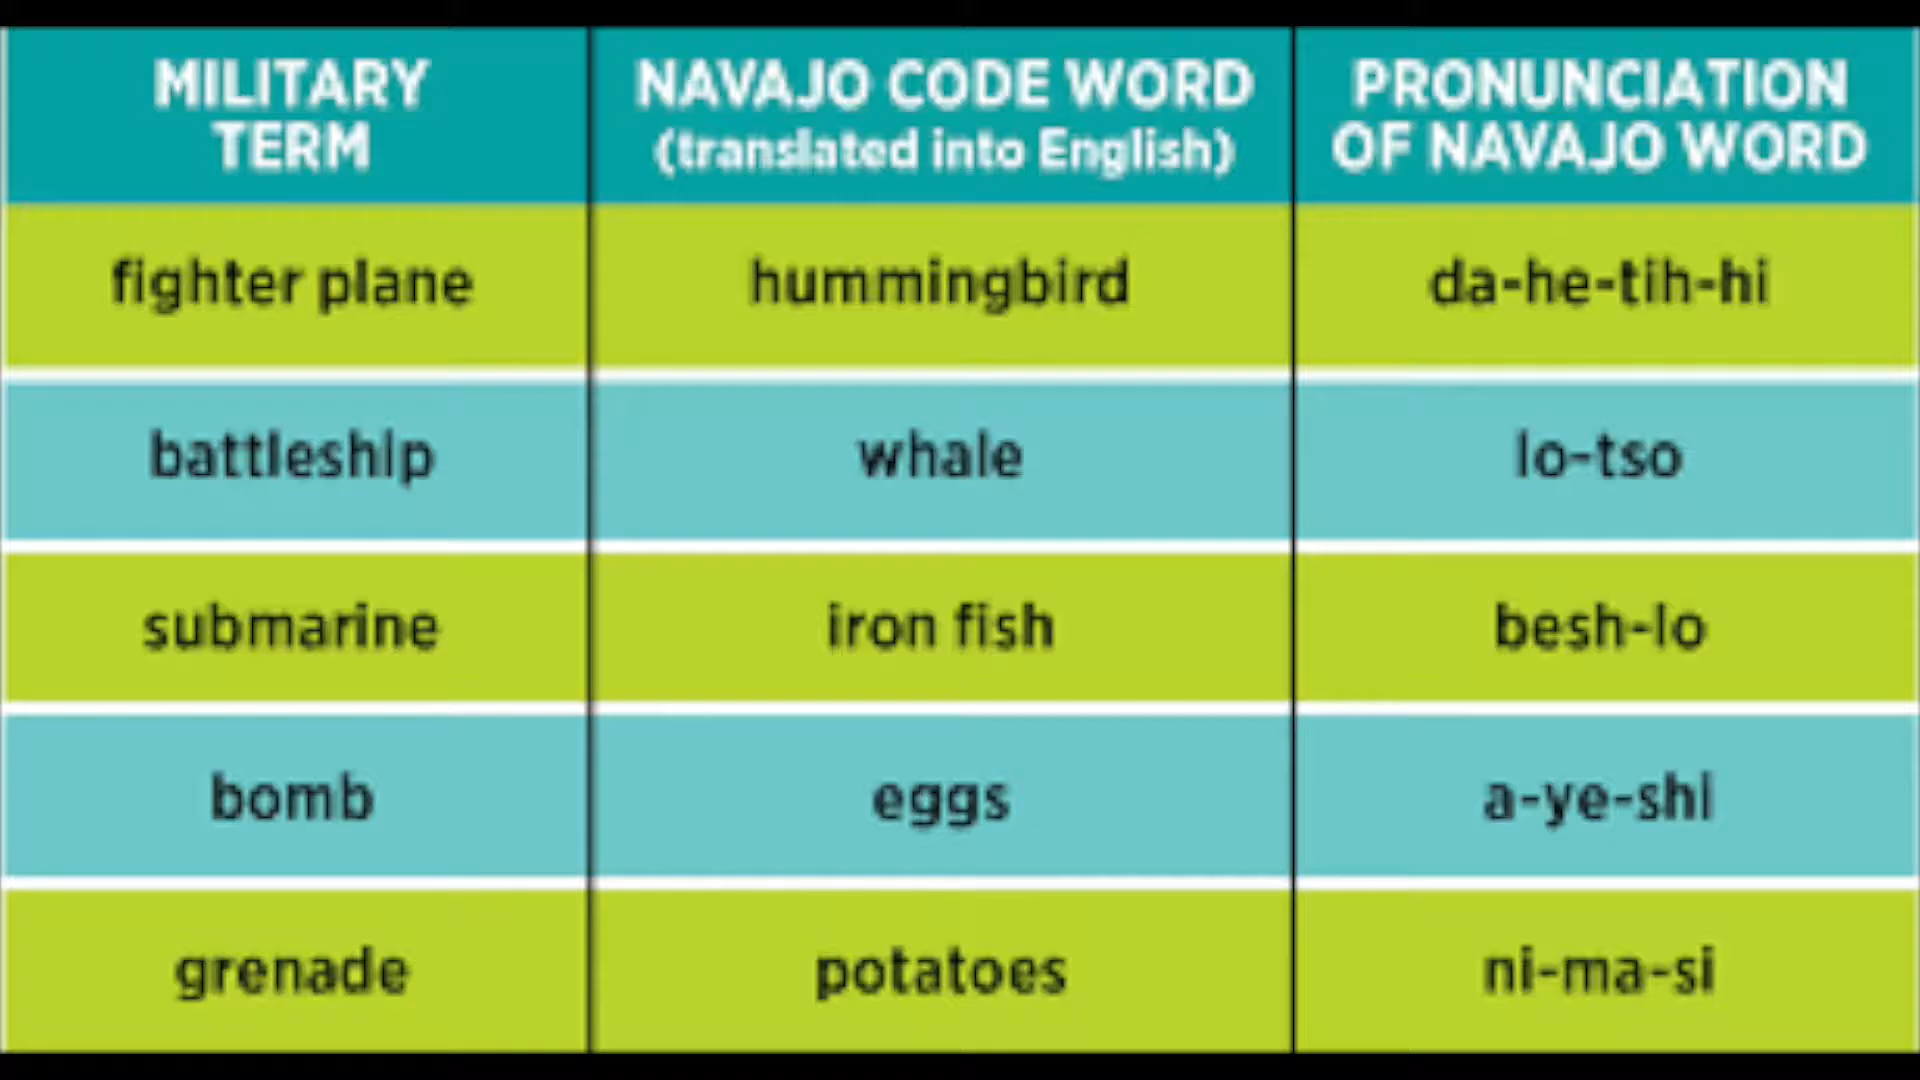 MILITARY TERM
NAVAJO CODE WORD
(translated into English)
PRONUNCIATION OF NAVAJO WORD
fighter plane
hummingbird
da-he-tih-hi
battleship
whale
lo-tso
submarine
iron fish
besh-lo
bomb
eggs
a-ye-shi
grenade
potatoes
ni-ma-si